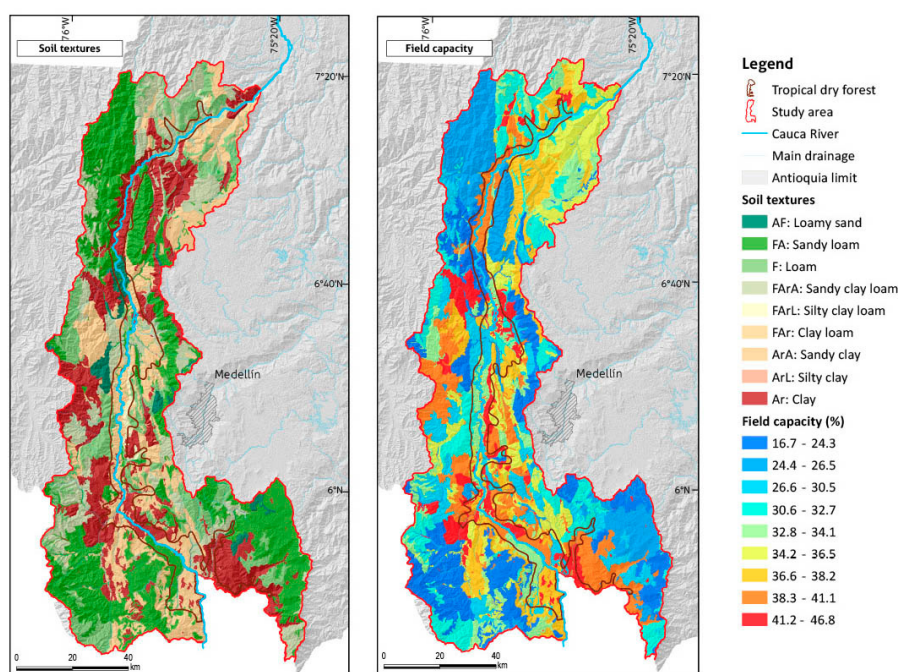 Soil textures
76°W
75°20'W
7°20'N
6°40'N
Medellín
6°N
0 20 40
km
Field capacity
76°W
75°20'W
7°20'N
6°40'N
Medellín
6°N
0 20 40
km
Legend
Tropical dry forest
Study area
Cauca River
Main drainage
Antioquia limit
Soil textures
AF: Loamy sand
FA: Sandy loam
F: Loam
FArA: Sandy clay loam
FArL: Silty clay loam
FAr: Clay loam
ArA: Sandy clay
ArL: Silty clay
Ar: Clay
Field capacity (%)
16.7 - 24.3
24.4 - 26.5
26.6 - 30.5
30.6 - 32.7
32.8 - 34.1
34.2 - 36.5
36.6 - 38.2
38.3 - 41.1
41.2 - 46.8